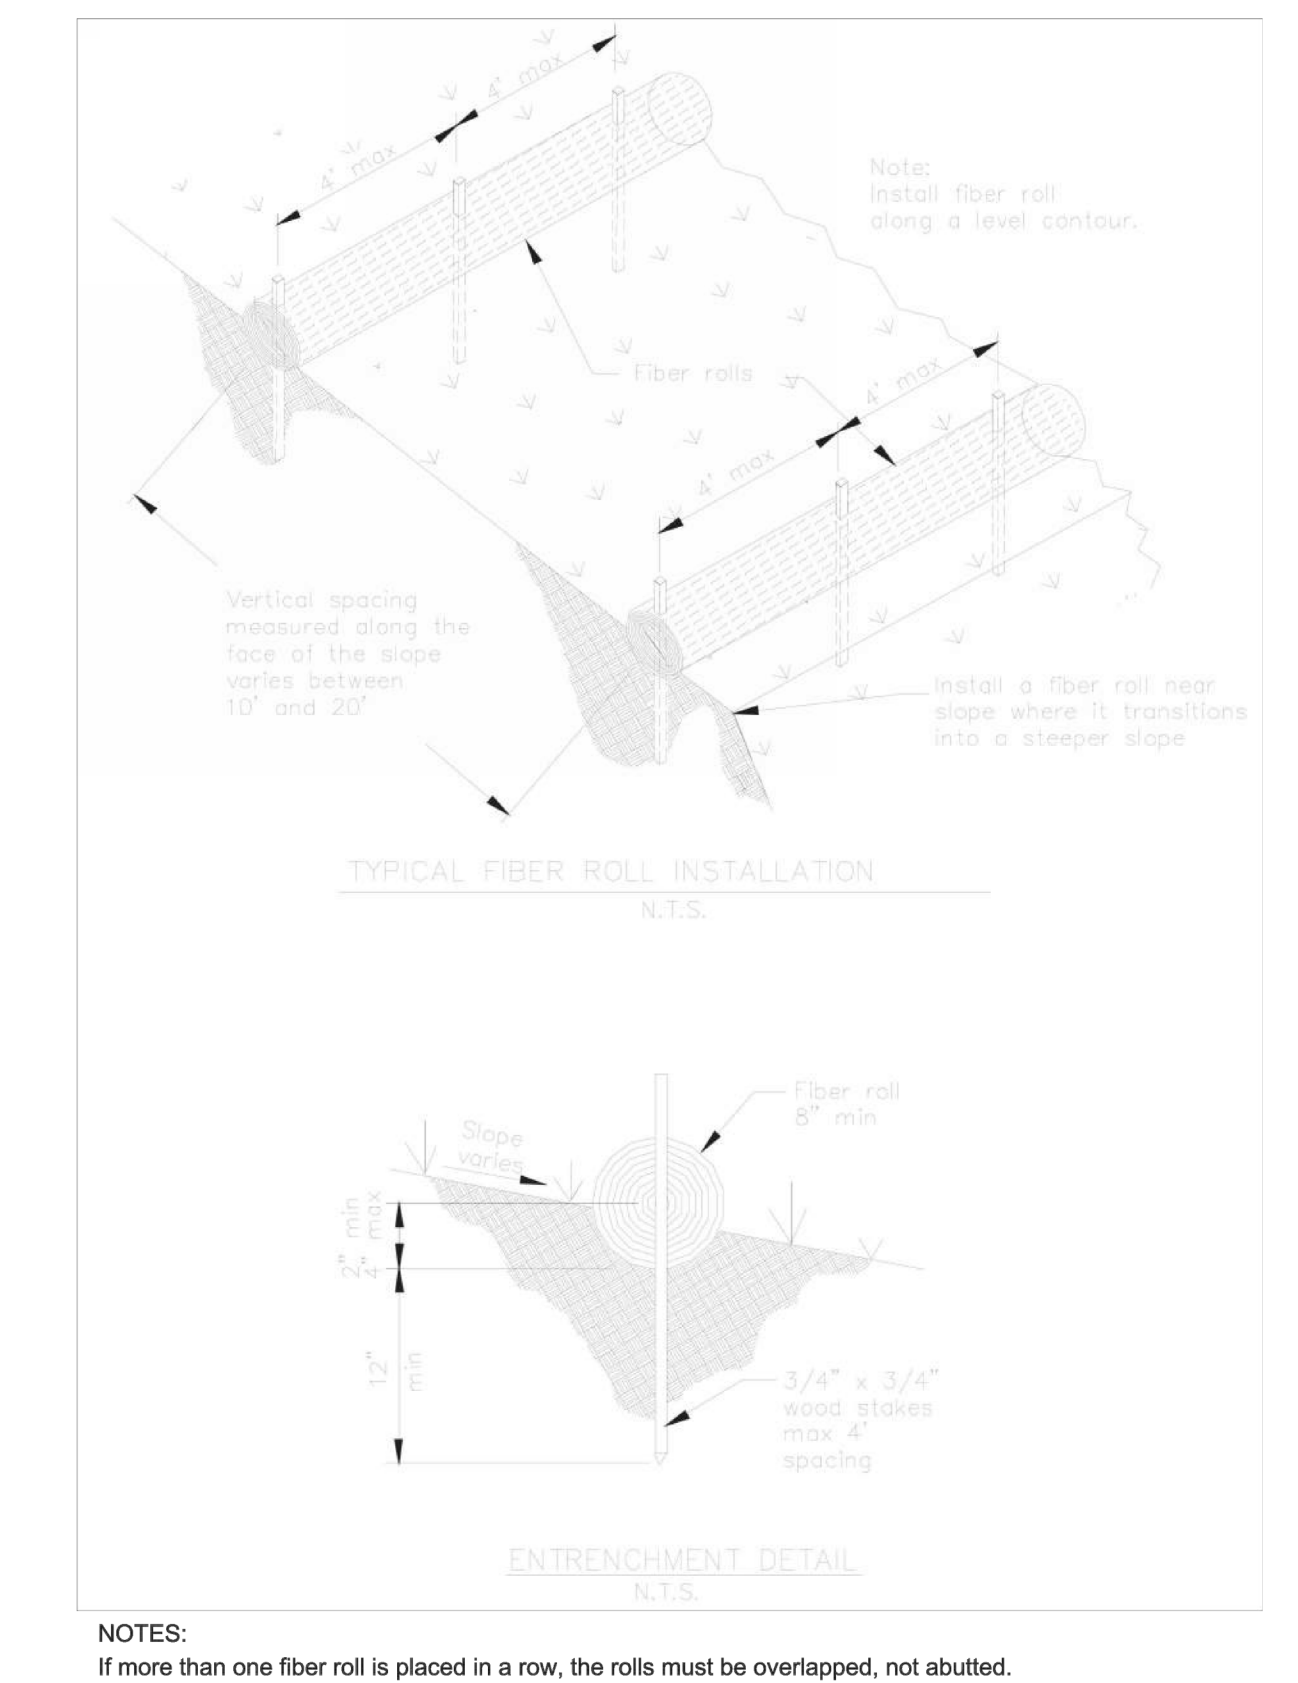 4' max
4' max
Note:
Install fiber roll
along a level contour.
Fiber rolls
4' max
4' max
Vertical spacing
measured along the
face of the slope
varies between
10' and 20'
Install a fiber roll near
slope where it transitions
into a steeper slope
TYPICAL FIBER ROLL INSTALLATION
N.T.S.
Fiber roll
8" min
Slope
varies
2" min
4" max
12"
min
3/4" x 3/4"
wood stakes
max 4'
spacing
ENTRENCHMENT DETAIL
N.T.S.
NOTES:
If more than one fiber roll is placed in a row, the rolls must be overlapped, not abutted.